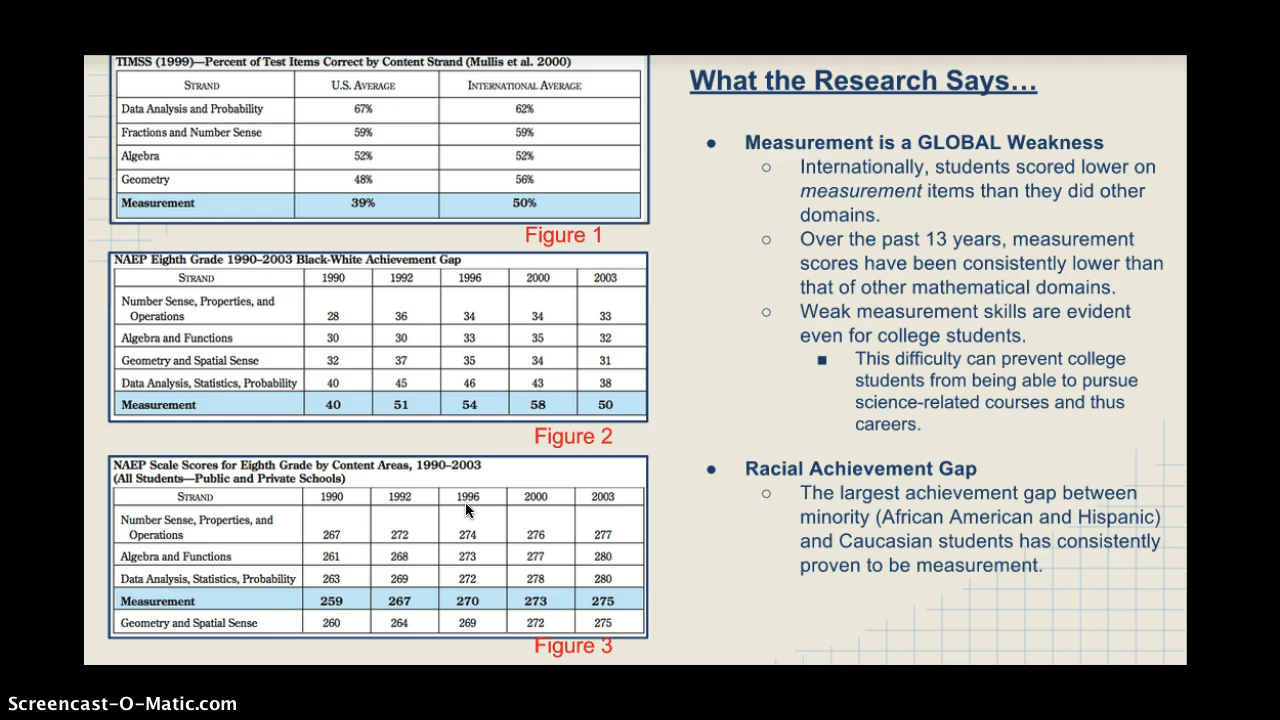 TIMSS (1999)—Percent of Test Items Correct by Content Strand (Mullis et al. 2000)
STRAND U.S. AVERAGE INTERNATIONAL AVERAGE
Data Analysis and Probability 67% 62%
Fractions and Number Sense 59% 59%
Algebra 52% 52%
Geometry 48% 56%
Measurement 39% 50%
Figure 1
NAEP Eighth Grade 1990–2003 Black-White Achievement Gap
STRAND 1990 1992 1996 2000 2003
Number Sense, Properties, and
Operations 28 36 34 34 33
Algebra and Functions 30 30 33 35 32
Geometry and Spatial Sense 32 37 35 34 31
Data Analysis, Statistics, Probability 40 45 46 43 38
Measurement 40 51 54 58 50
Figure 2
NAEP Scale Scores for Eighth Grade by Content Areas, 1990–2003
(All Students—Public and Private Schools)
STRAND 1990 1992 1996 2000 2003
Number Sense, Properties, and
Operations 267 272 274 276 277
Algebra and Functions 261 268 273 277 280
Data Analysis, Statistics, Probability 263 269 272 278 280
Measurement 259 267 270 273 275
Geometry and Spatial Sense 260 264 269 272 275
Figure 3
What the Research Says…
● Measurement is a GLOBAL Weakness
○ Internationally, students scored lower on
measurement items than they did other
domains.
○ Over the past 13 years, measurement
scores have been consistently lower than
that of other mathematical domains.
○ Weak measurement skills are evident
even for college students.
■ This difficulty can prevent college
students from being able to pursue
science-related courses and thus
careers.
● Racial Achievement Gap
○ The largest achievement gap between
minority (African American and Hispanic)
and Caucasian students has consistently
proven to be measurement.
Screencast-O-Matic.com